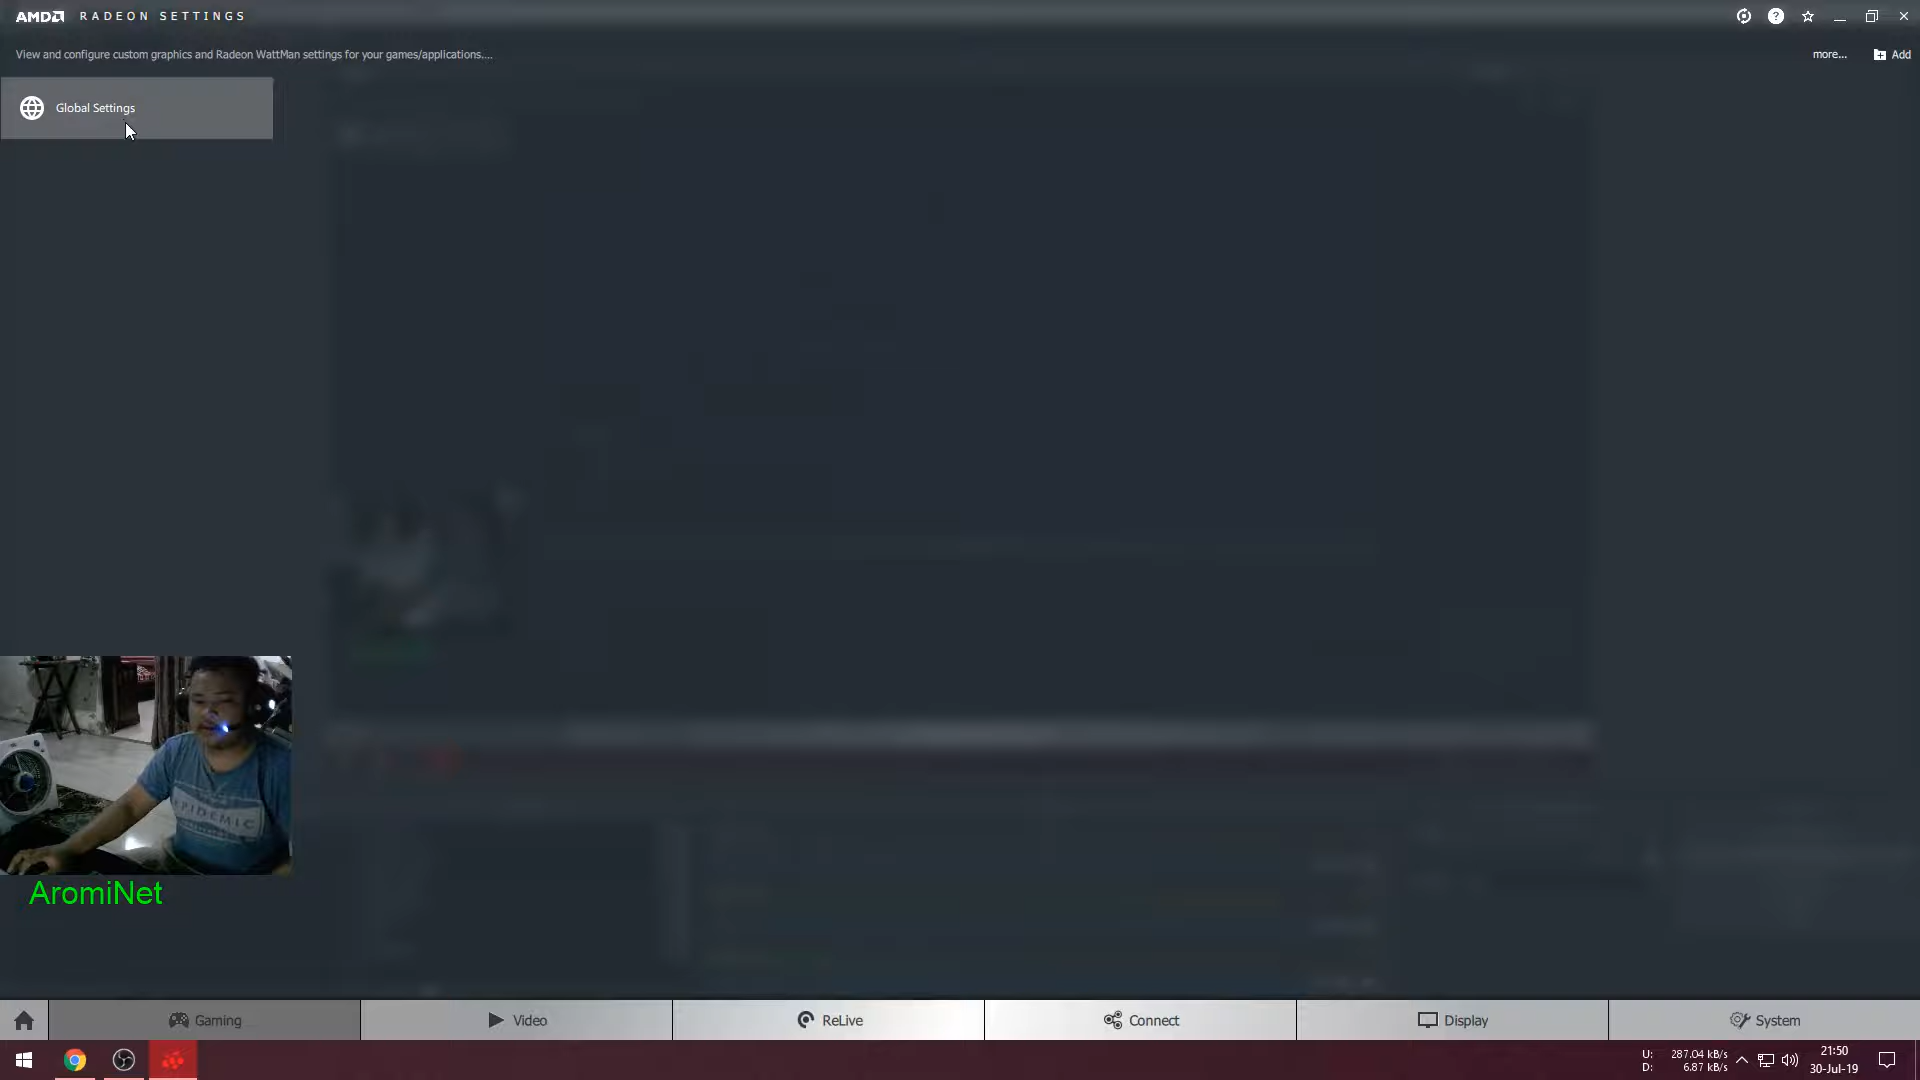 AMD RADEON SETTINGS
View and configure custom graphics and Radeon WattMan settings for your games/applications....
more...
Add
Global Settings
EPIDEMIC
AromiNet
Gaming
Video
ReLive
Connect
Display
System
U: 287.04 kB/s
D: 6.87 kB/s
21:50
30-Jul-19